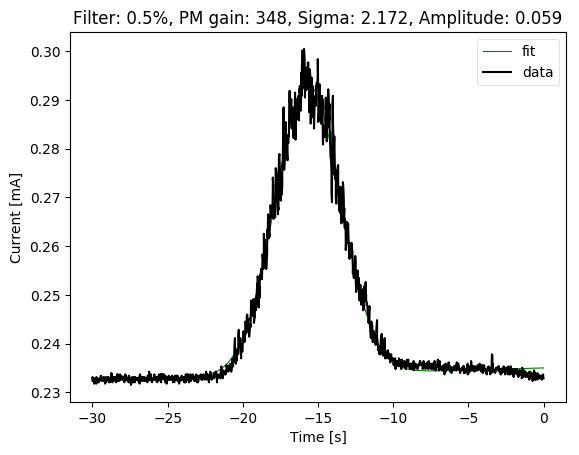 Filter: 0.5%, PM gain: 348, Sigma: 2.172, Amplitude: 0.059
fit
data
0.30
0.29
0.28
0.27
0.26
0.25
0.24
0.23
Current [mA]
−30 −25 −20 −15 −10 −5 0
Time [s]